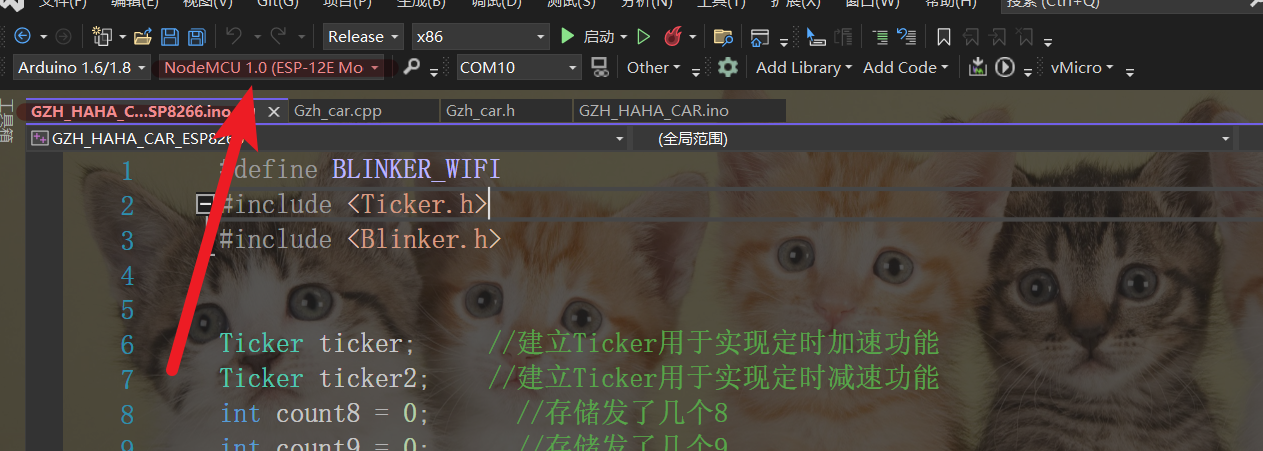 文件(F) 编辑(E) 视图(V) Git(G) 项目(P) 生成(B) 调试(D) 测试(S) 分析(N) 工具(T) 扩展(X) 窗口(W) 帮助(H) 搜索 (Ctrl+Q)
Release x86 启动
Arduino 1.6/1.8 NodeMCU 1.0 (ESP-12E Mo COM10 Other Add Library Add Code vMicro
工具箱
GZH_HAHA_C...SP8266.ino Gzh_car.cpp Gzh_car.h GZH_HAHA_CAR.ino
GZH_HAHA_CAR_ESP826 (全局范围)
1 #define BLINKER_WIFI
2 #include <Ticker.h>
3 #include <Blinker.h>
4
5
6 Ticker ticker; //建立Ticker用于实现定时加速功能
7 Ticker ticker2; //建立Ticker用于实现定时减速功能
8 int count8 = 0; //存储发了几个8
9 int count9 = 0; //存储发了几个9